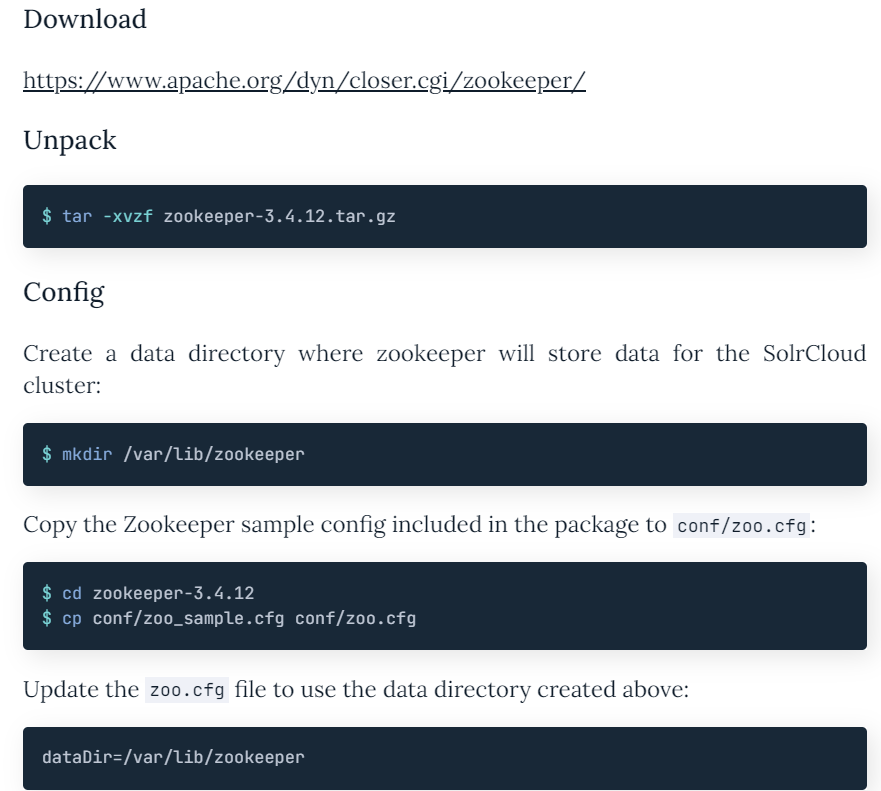 Download
https://www.apache.org/dyn/closer.cgi/zookeeper/
Unpack
$ tar -xvzf zookeeper-3.4.12.tar.gz
Config
Create a data directory where zookeeper will store data for the SolrCloud
cluster:
$ mkdir /var/lib/zookeeper
Copy the Zookeeper sample config included in the package to conf/zoo.cfg:
$ cd zookeeper-3.4.12
$ cp conf/zoo_sample.cfg conf/zoo.cfg
Update the zoo.cfg file to use the data directory created above:
dataDir=/var/lib/zookeeper